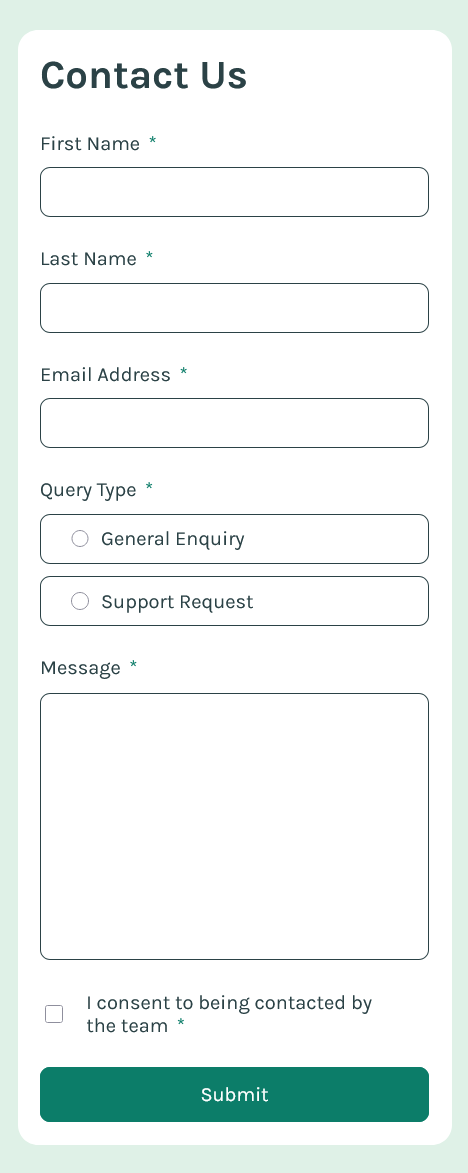 Contact Us
First Name *
Last Name *
Email Address *
Query Type *
General Enquiry
Support Request
Message *
I consent to being contacted by
the team *
Submit